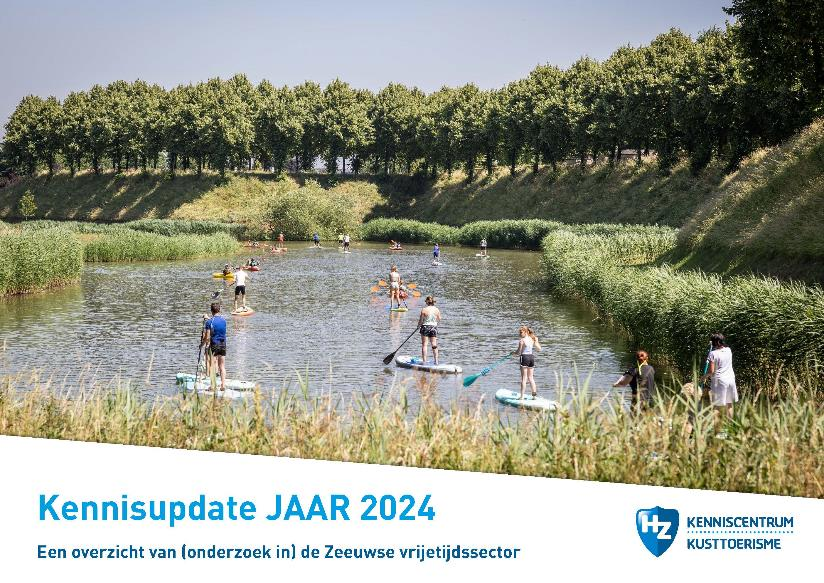 Kennisupdate JAAR 2024
Een overzicht van (onderzoek in) de Zeeuwse vrijetijdssector
HZ KENNISCENTRUM
KUSTTOERISME